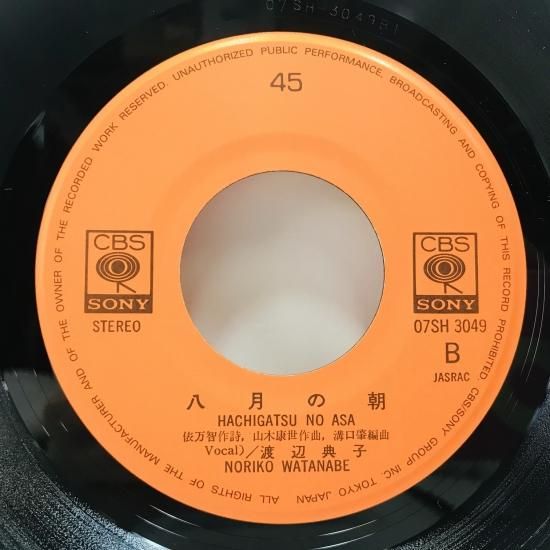 07SH-3049B1
ALL RIGHTS OF THE MANUFACTURER AND OF THE OWNER OF THE RECORDED WORK RESERVED. UNAUTHORIZED PUBLIC PERFORMANCE, BROADCASTING AND COPYING OF THIS RECORD PROHIBITED. CBS/SONY GROUP INC. TOKYO JAPAN
45
CBS
SONY
STEREO
CBS
SONY
07SH 3049
B
JASRAC
八月の朝
HACHIGATSU NO ASA
依万智作詩, 山木康世作曲, 溝口肇編曲
Vocal)/渡辺典子
NORIKO WATANABE